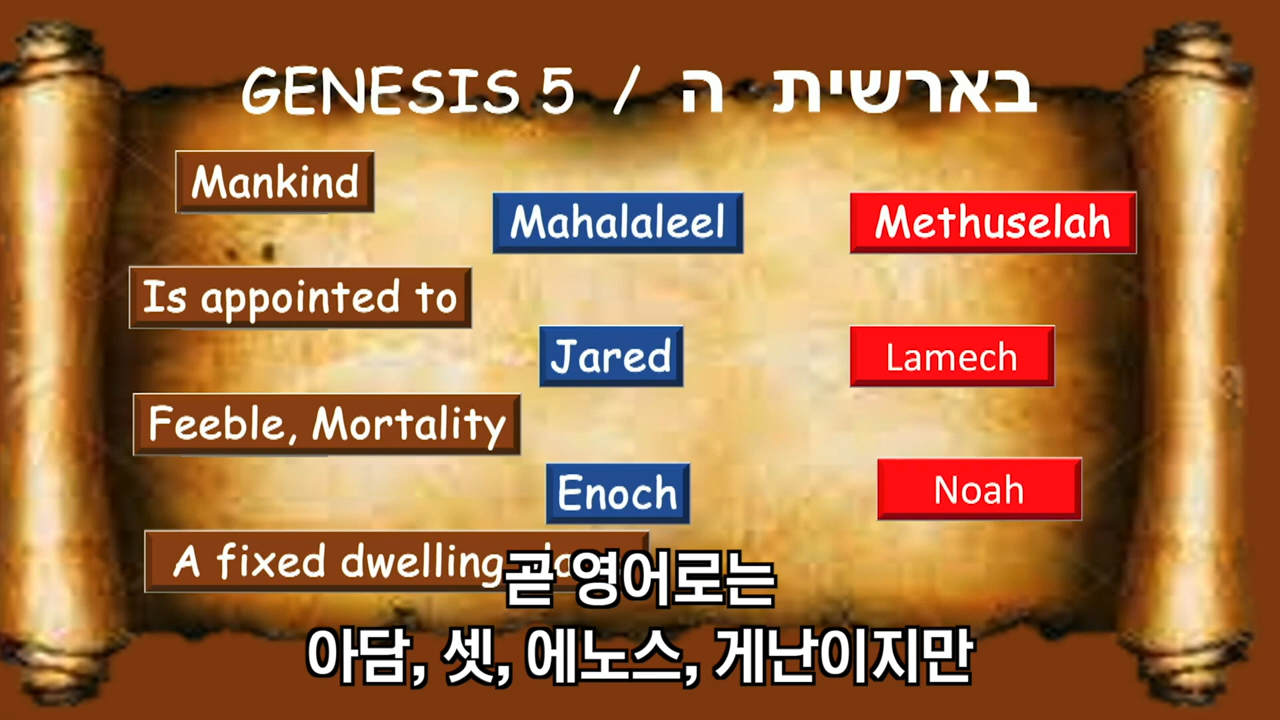 GENESIS 5 / בארשית ה
Mankind
Is appointed to
Feeble, Mortality
A fixed dwelling
Mahalaleel
Jared
Enoch
Methuselah
Lamech
Noah
곧 영어로는
아담, 셋, 에노스, 게난이지만